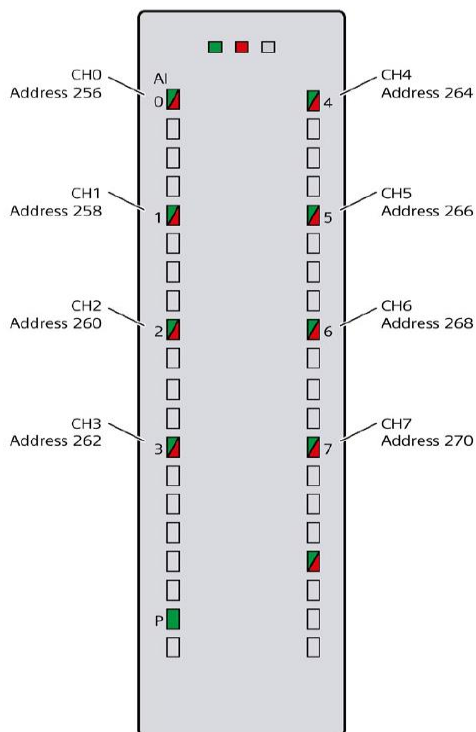 CH0
Address 256
AI
0
CH4
Address 264
4
CH1
Address 258
1
CH5
Address 266
5
CH2
Address 260
2
CH6
Address 268
6
CH3
Address 262
3
CH7
Address 270
7
P